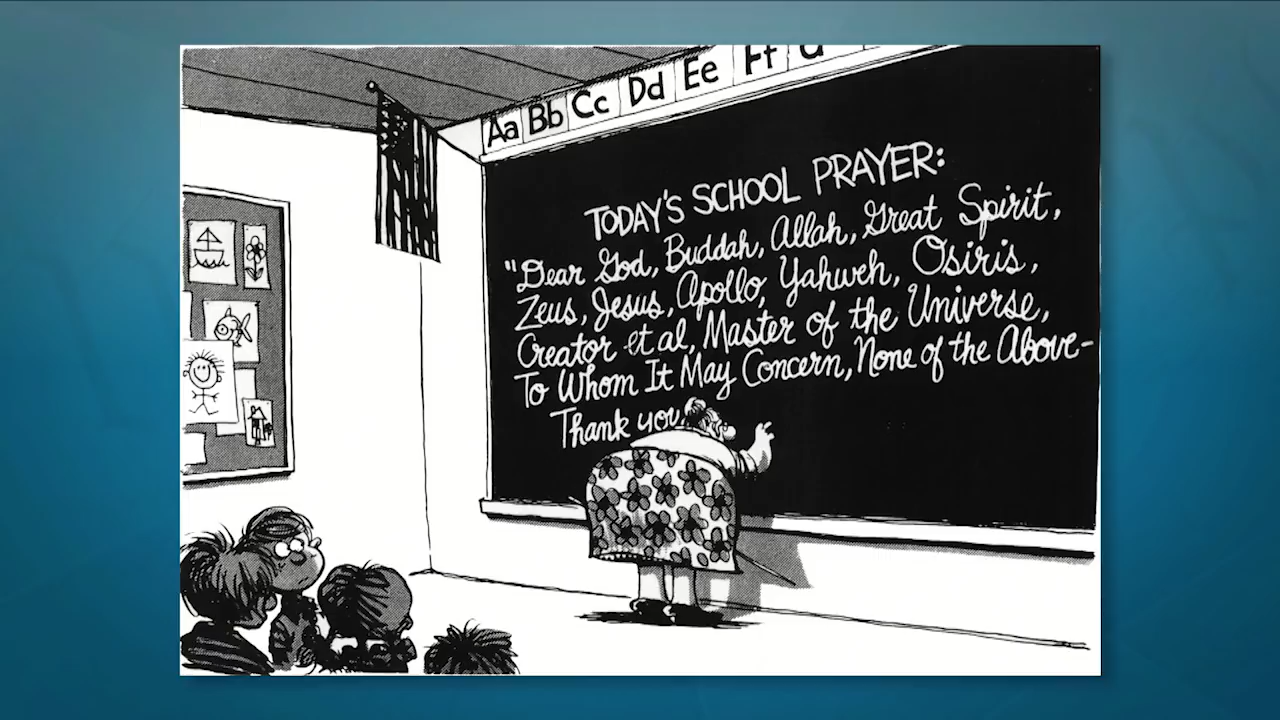 Aa Bb Cc Dd Ee Ff G
TODAY'S SCHOOL PRAYER:
"Dear God, Buddah, Allah, Great Spirit,
Zeus, Jesus, Apollo, Yahweh, Osiris,
Creator et al, Master of the Universe,
To Whom It May Concern, None of the Above-
Thank you,